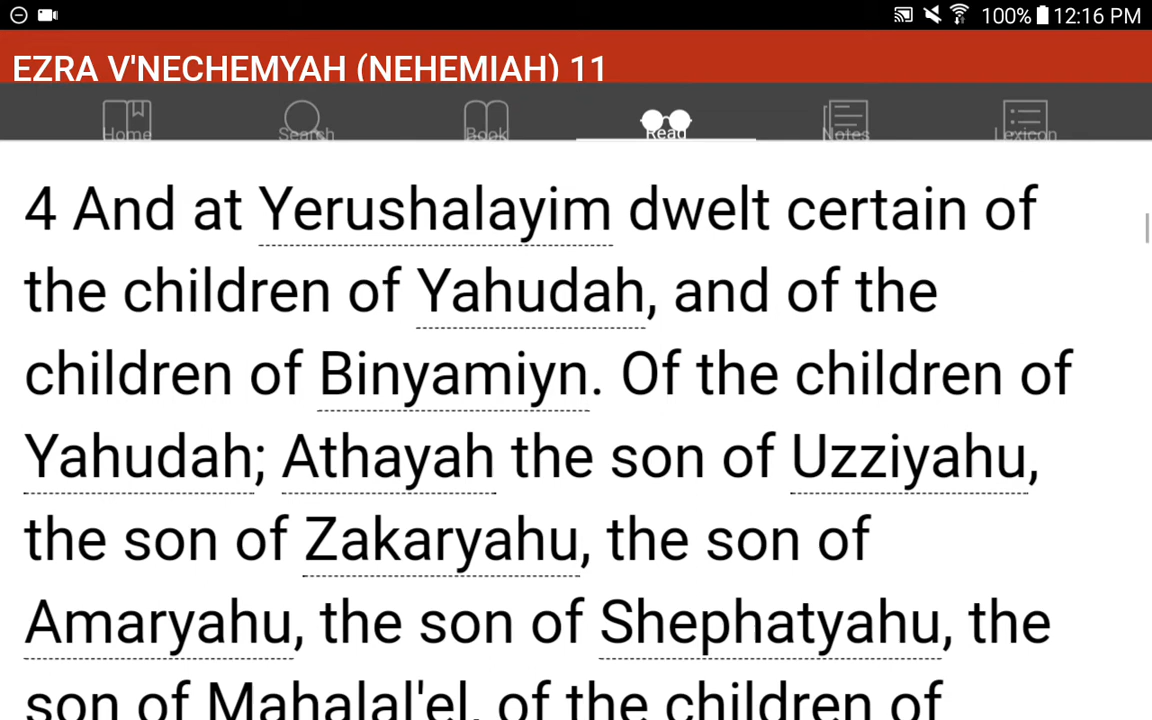 100% 12:16 PM
EZRA V'NECHEMYAH (NEHEMIAH) 11
Home Search Book Read Notes Lexicon
4 And at Yerushalayim dwelt certain of
the children of Yahudah, and of the
children of Binyamiyn. Of the children of
Yahudah; Athayah the son of Uzziyahu,
the son of Zakaryahu, the son of
Amaryahu, the son of Shephatyahu, the
son of Mahalal'el, of the children of